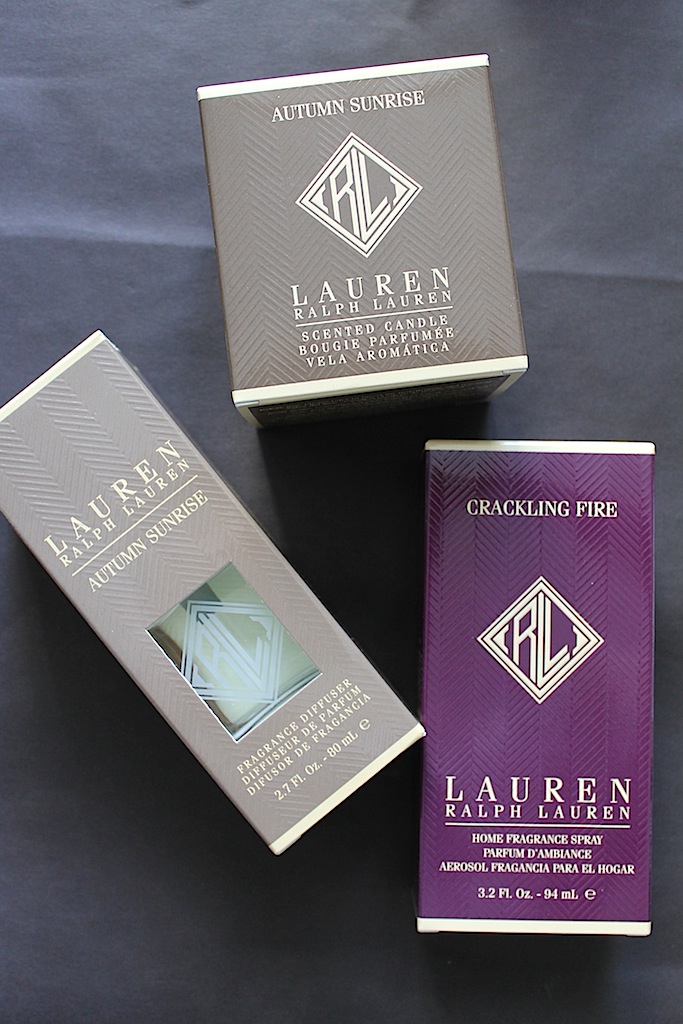 AUTUMN SUNRISE
RL
LAUREN
RALPH LAUREN
SCENTED CANDLE
BOUGIE PARFUMÉE
VELA AROMÁTICA
LAUREN
RALPH LAUREN
AUTUMN SUNRISE
RL
FRAGRANCE DIFFUSER
DIFFUSEUR DE PARFUM
DIFUSOR DE FRAGANCIA
2.7 Fl. Oz. - 80 mL ℮
CRACKLING FIRE
RL
LAUREN
RALPH LAUREN
HOME FRAGRANCE SPRAY
PARFUM D'AMBIANCE
AEROSOL FRAGANCIA PARA EL HOGAR
3.2 Fl. Oz. - 94 mL ℮